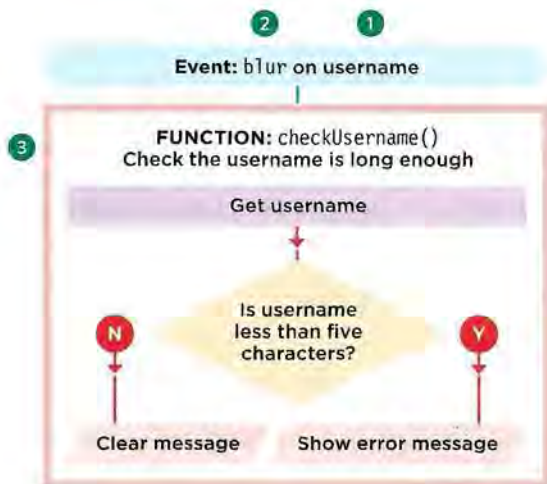 2 1
Event: blur on username
3
FUNCTION: checkUsername()
Check the username is long enough
Get username
Is username
less than five
characters?
N
Y
Clear message
Show error message